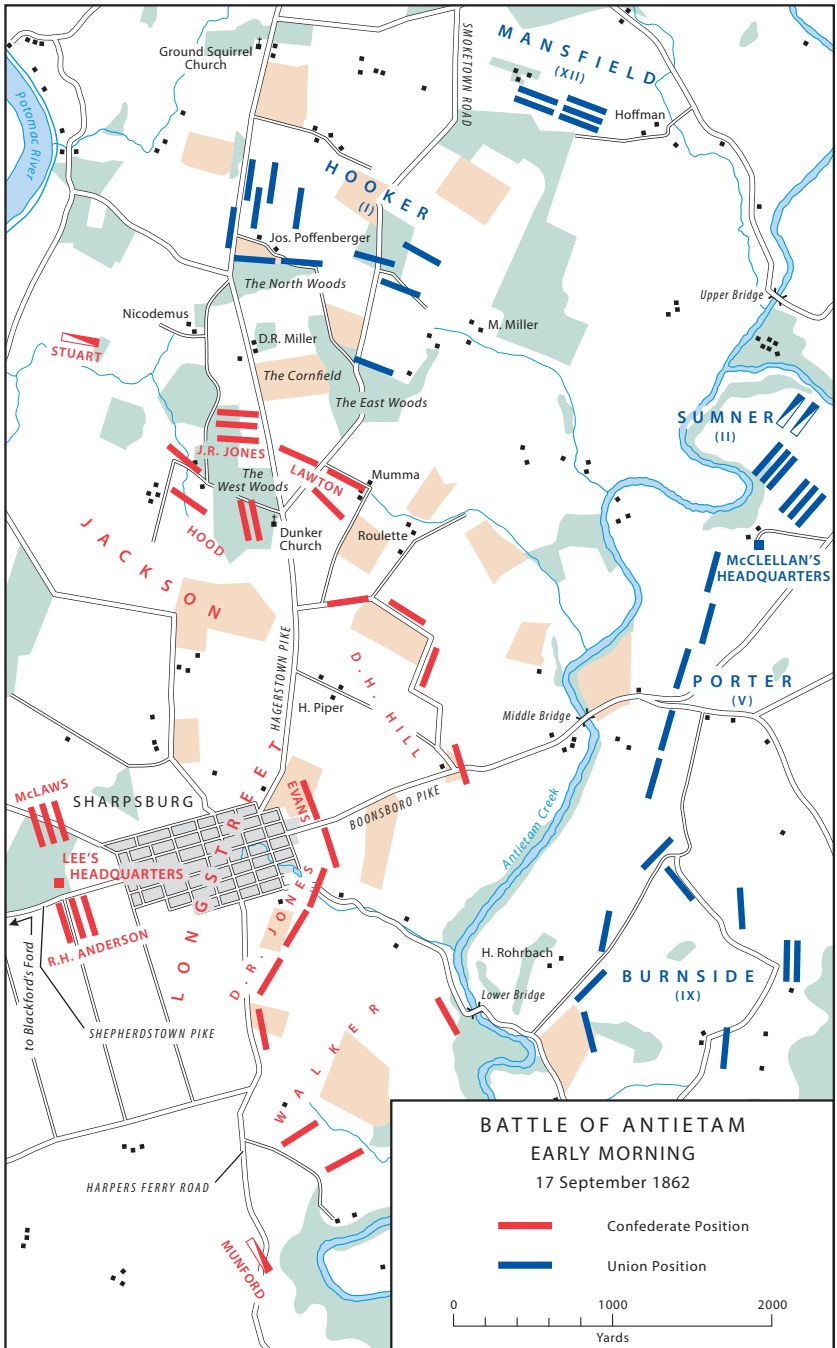 MANSFIELD
(XII)
SMOKETOWN ROAD
Ground Squirrel
Church
Potomac River
Hoffman
HOOKER
(I)
Jos. Poffenberger
The North Woods
Upper Bridge
Nicodemus
STUART
D.R. Miller
M. Miller
The Cornfield
The East Woods
SUMNER
(II)
J.R. JONES
The
West Woods
LAWTON
Mumma
HOOD
Dunker
Church
Roulette
McCLELLAN'S
HEADQUARTERS
JACKSON
HAGERSTOWN PIKE
D.H. HILL
H. Piper
PORTER
(V)
Middle Bridge
McLAWS
SHARPSBURG
EVANS
BOONSBORO PIKE
Antietam Creek
LEE'S
HEADQUARTERS
LONGSTREET
D.R. JONES
R.H. ANDERSON
to Blackford's Ford
SHEPHERDSTOWN PIKE
H. Rohrbach
Lower Bridge
BURNSIDE
(IX)
WALKER
HARPERS FERRY ROAD
MUNFORD
BATTLE OF ANTIETAM
EARLY MORNING
17 September 1862
Confederate Position
Union Position
0 1000 2000
Yards